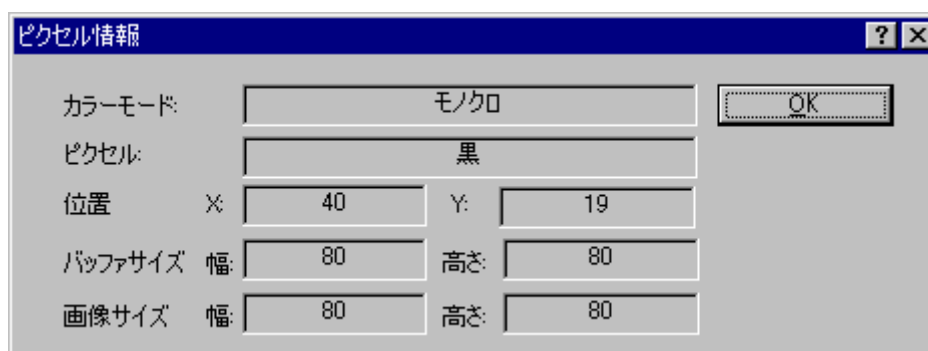 ピクセル情報
カラーモード: モノクロ OK
ピクセル: 黒
位置 X: 40 Y: 19
バッファサイズ 幅: 80 高さ: 80
画像サイズ 幅: 80 高さ: 80